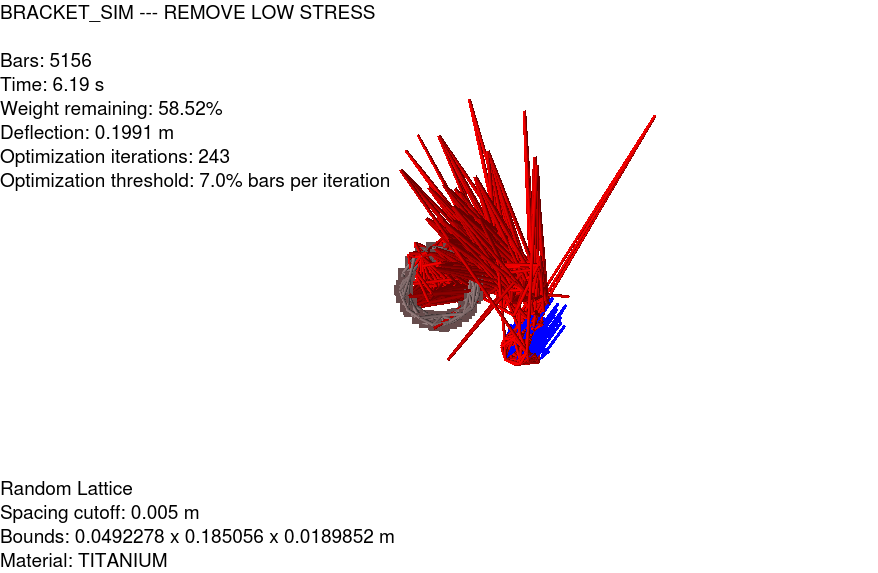 BRACKET_SIM --- REMOVE LOW STRESS
Bars: 5156
Time: 6.19 s
Weight remaining: 58.52%
Deflection: 0.1991 m
Optimization iterations: 243
Optimization threshold: 7.0% bars per iteration
Random Lattice
Spacing cutoff: 0.005 m
Bounds: 0.0492278 x 0.185056 x 0.0189852 m
Material: TITANIUM